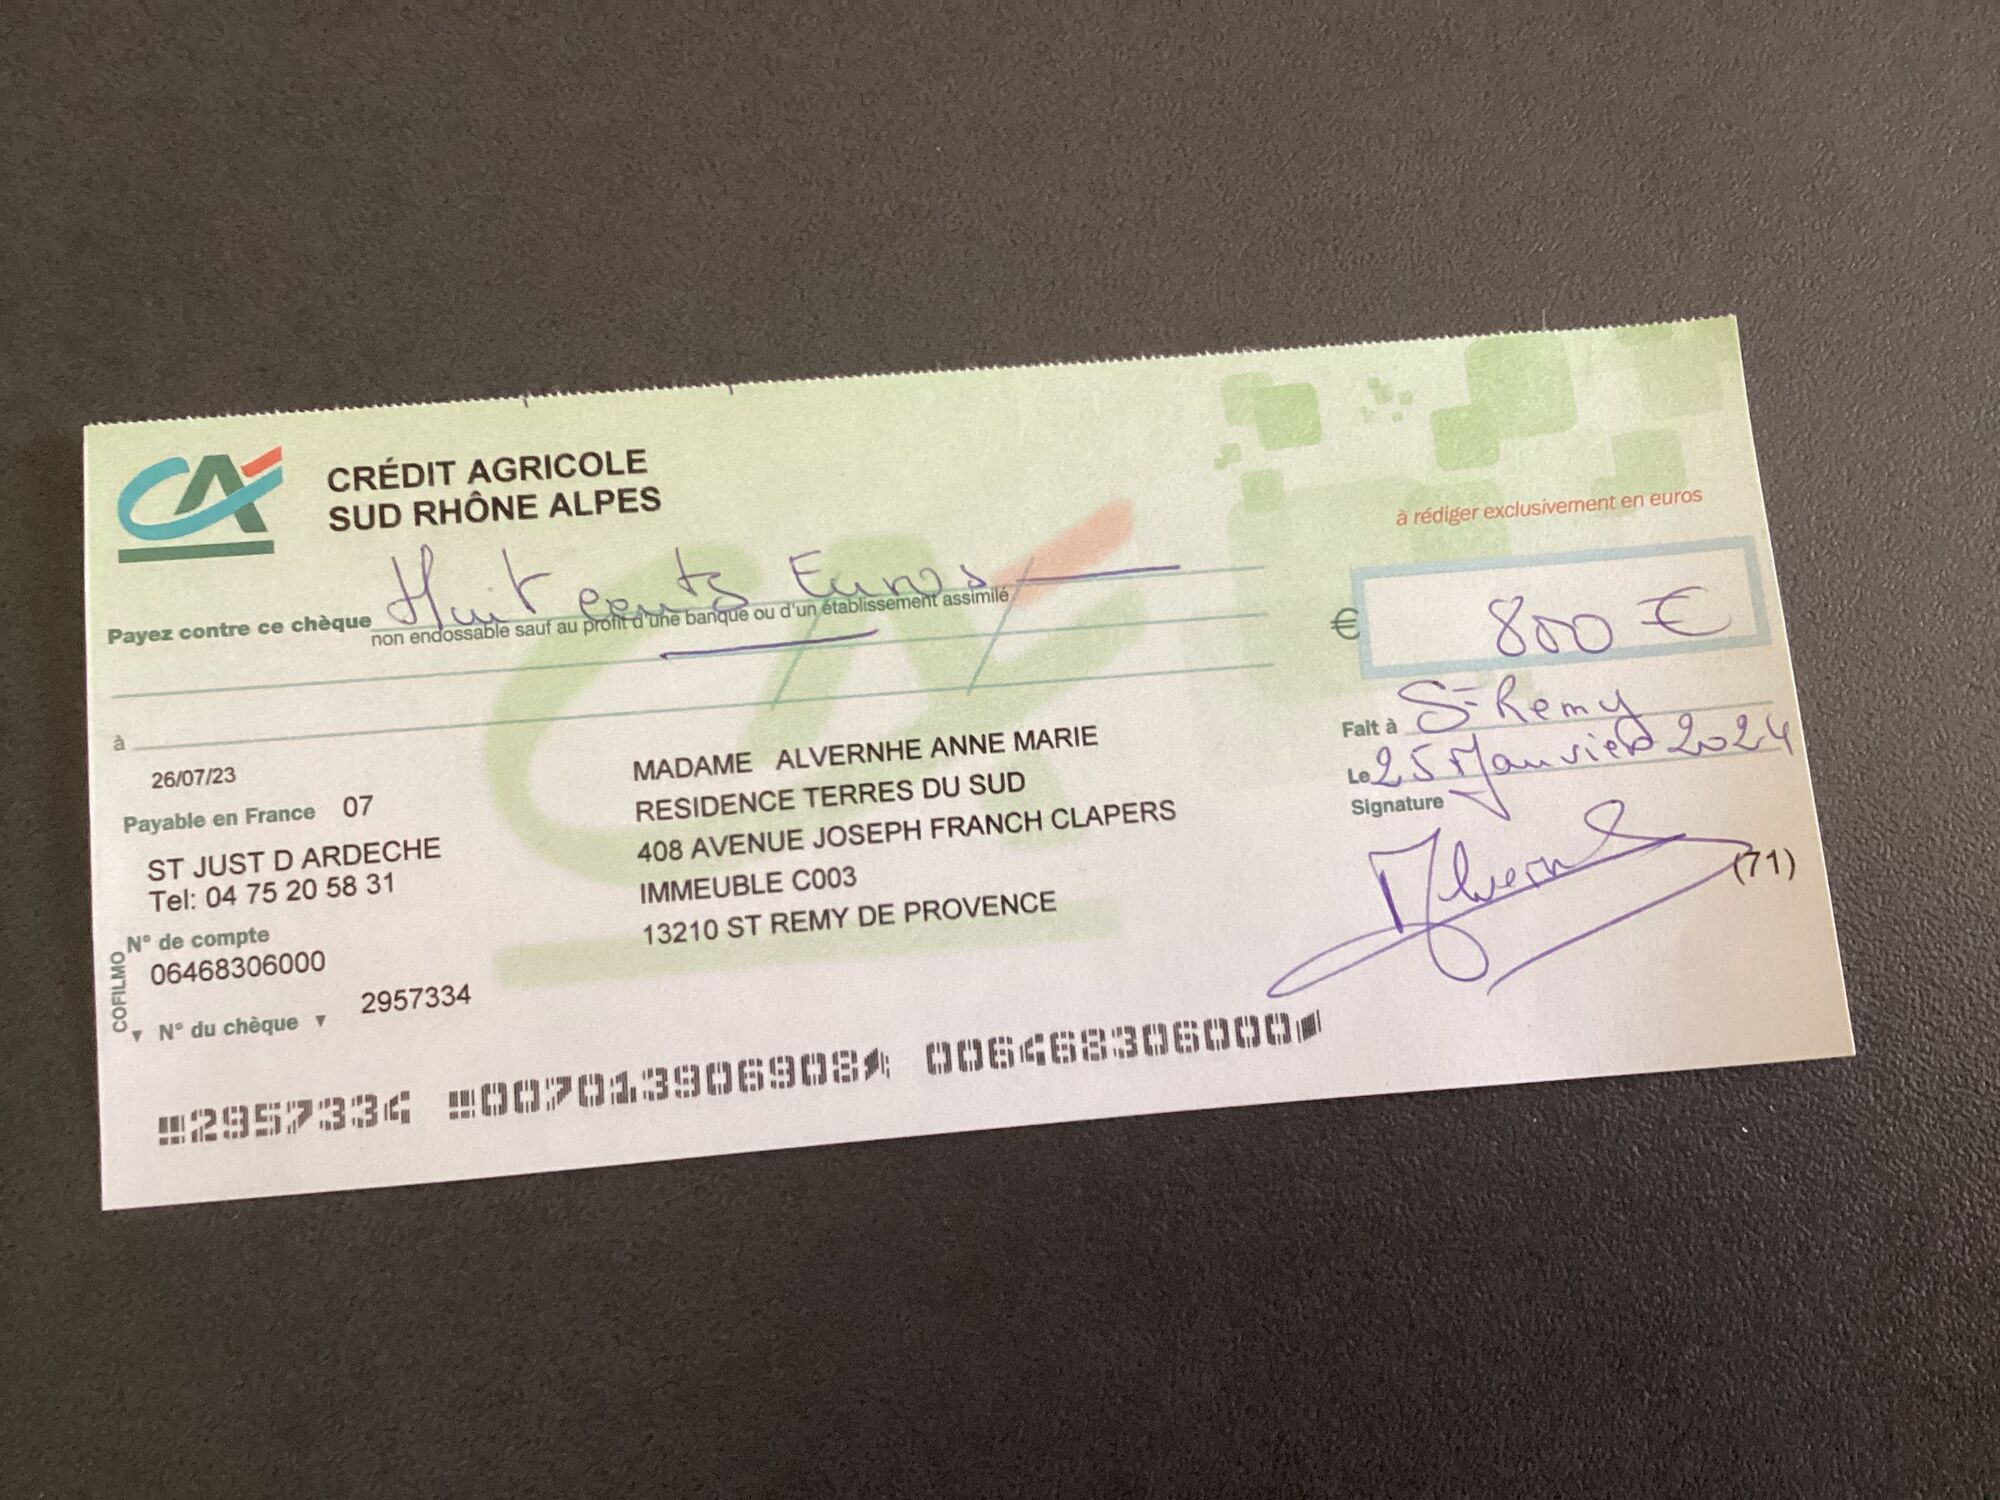 CA
CRÉDIT AGRICOLE
SUD RHÔNE ALPES
à rédiger exclusivement en euros
Payez contre ce chèque Huit cents Euros
non endossable sauf au profit d'une banque ou d'un établissement assimilé
€ 800 €
à
Fait à St Remy
Le 25 Janvier 2024
Signature
Alvernhe
(71)
26/07/23
Payable en France 07
ST JUST D ARDECHE
Tel: 04 75 20 58 31
N° de compte
06468306000
COFILMO
N° du chèque 2957334
MADAME ALVERNHE ANNE MARIE
RESIDENCE TERRES DU SUD
408 AVENUE JOSEPH FRANCH CLAPERS
IMMEUBLE C003
13210 ST REMY DE PROVENCE
2957334 007013906908 006468306000